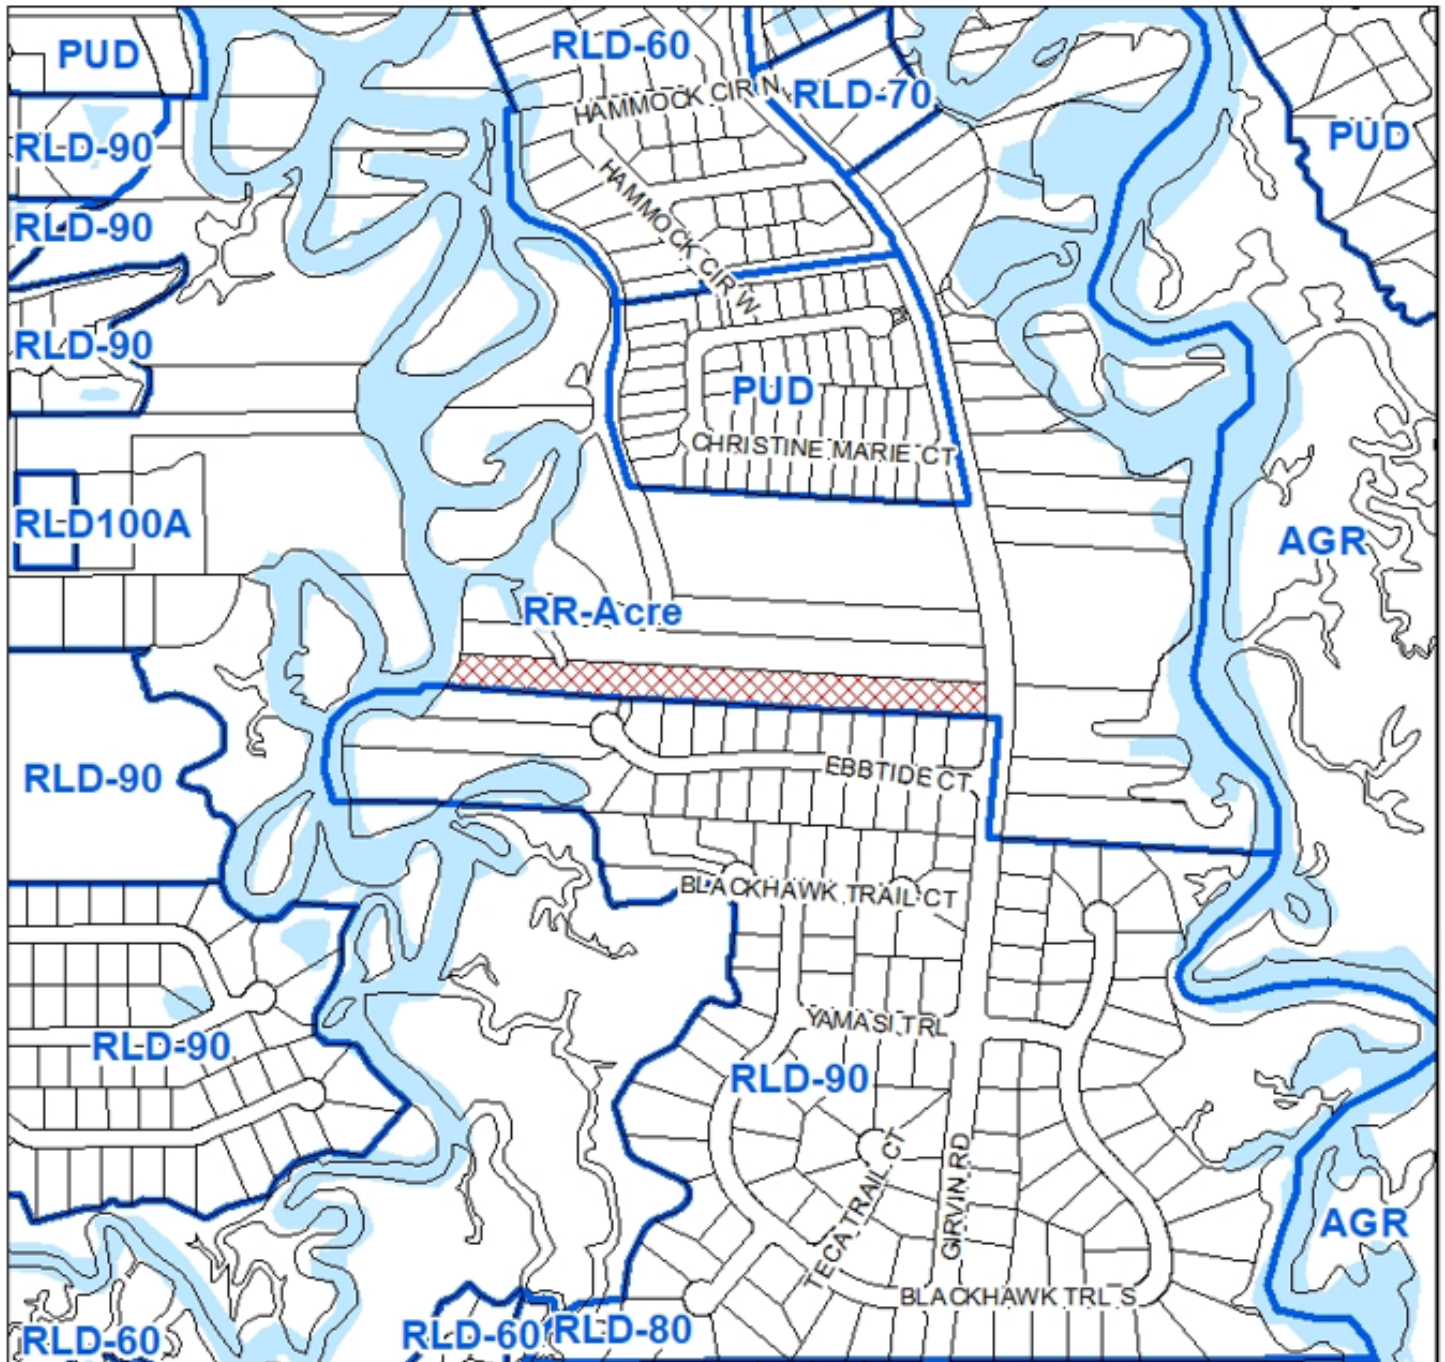 RLD-60
PUD
HAMMOCK CIR N
RLD-70
PUD
RLD-90
HAMMOCK CIR W
RLD-90
RLD-90
PUD
CHRISTINE MARIE CT
RLD100A
AGR
RR-Acre
EBBTIDE CT
RLD-90
BLACKHAWK TRAIL CT
YAMASI TRL
RLD-90
RLD-90
TECA TRAIL CT
GIRVIN RD
AGR
BLACKHAWK TRL S
RLD-60
RLD-60
RLD-80